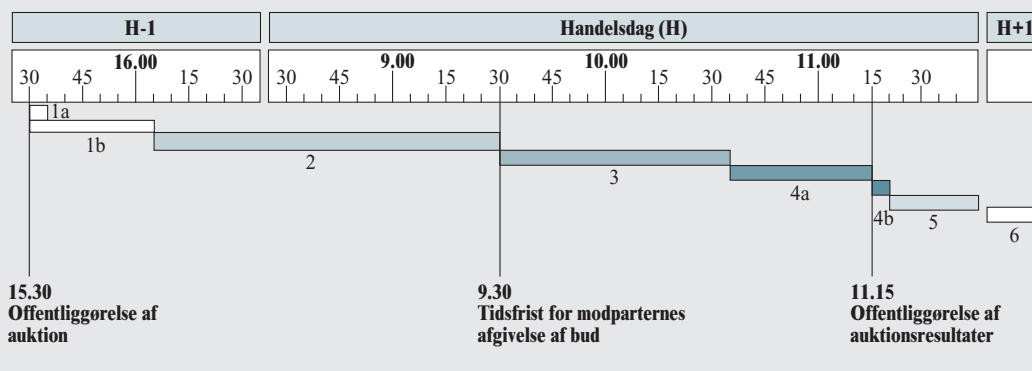 H-1 Handelsdag (H) H+1
30 45 16.00 15 30 30 45 9.00 15 30 45 10.00 15 30 45 11.00 15 30
1a
1b
2
3
4a
4b 5 6
15.30 9.30 11.15
Offentliggørelse af Tidsfrist for modparternes Offentliggørelse af
auktion afgivelse af bud auktionsresultater